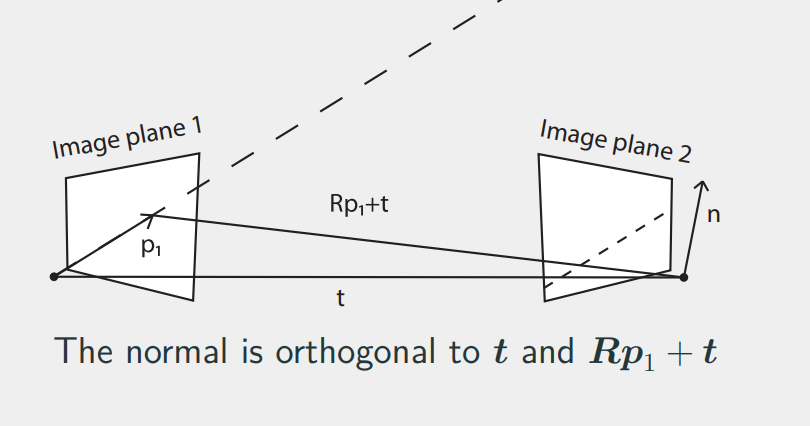 Image plane 1
Image plane 2
Rp₁+t
n
p₁
t
The normal is orthogonal to t and Rp₁ + t